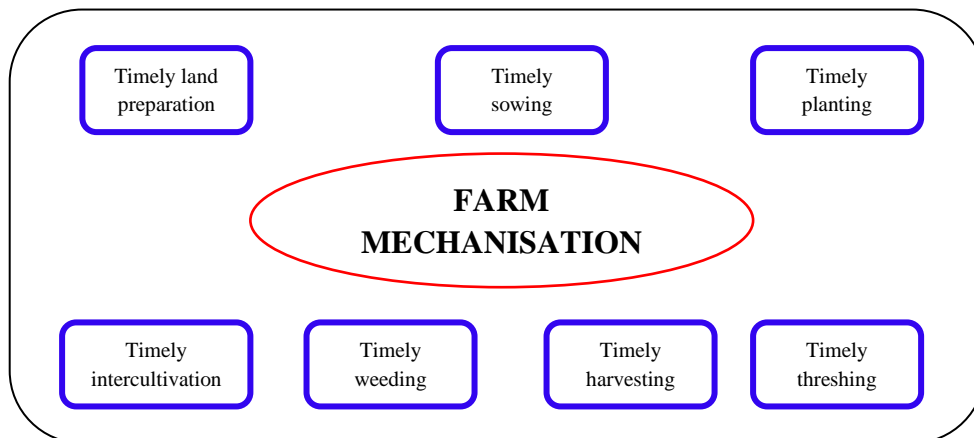 Timely land
preparation
Timely
sowing
Timely
planting
FARM
MECHANISATION
Timely
intercultivation
Timely
weeding
Timely
harvesting
Timely
threshing